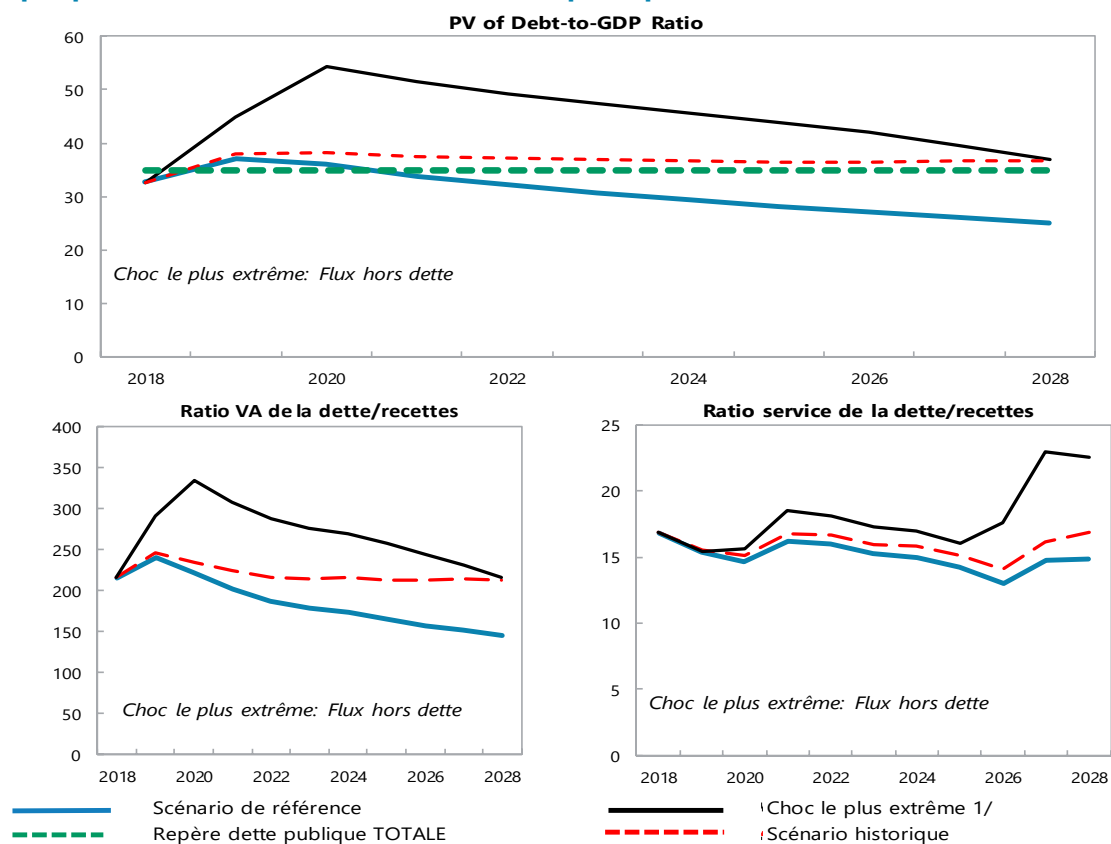 PV of Debt-to-GDP Ratio
60
50
40
30
20
10
0
Choc le plus extrême: Flux hors dette
2018 2020 2022 2024 2026 2028
Ratio VA de la dette/recettes
400
350
300
250
200
150
100
50
0
Choc le plus extrême: Flux hors dette
2018 2020 2022 2024 2026 2028
Ratio service de la dette/recettes
25
20
15
10
5
0
Choc le plus extrême: Flux hors dette
2018 2020 2022 2024 2026 2028
Scénario de référence
Choc le plus extrême 1/
Repère dette publique TOTALE
Scénario historique